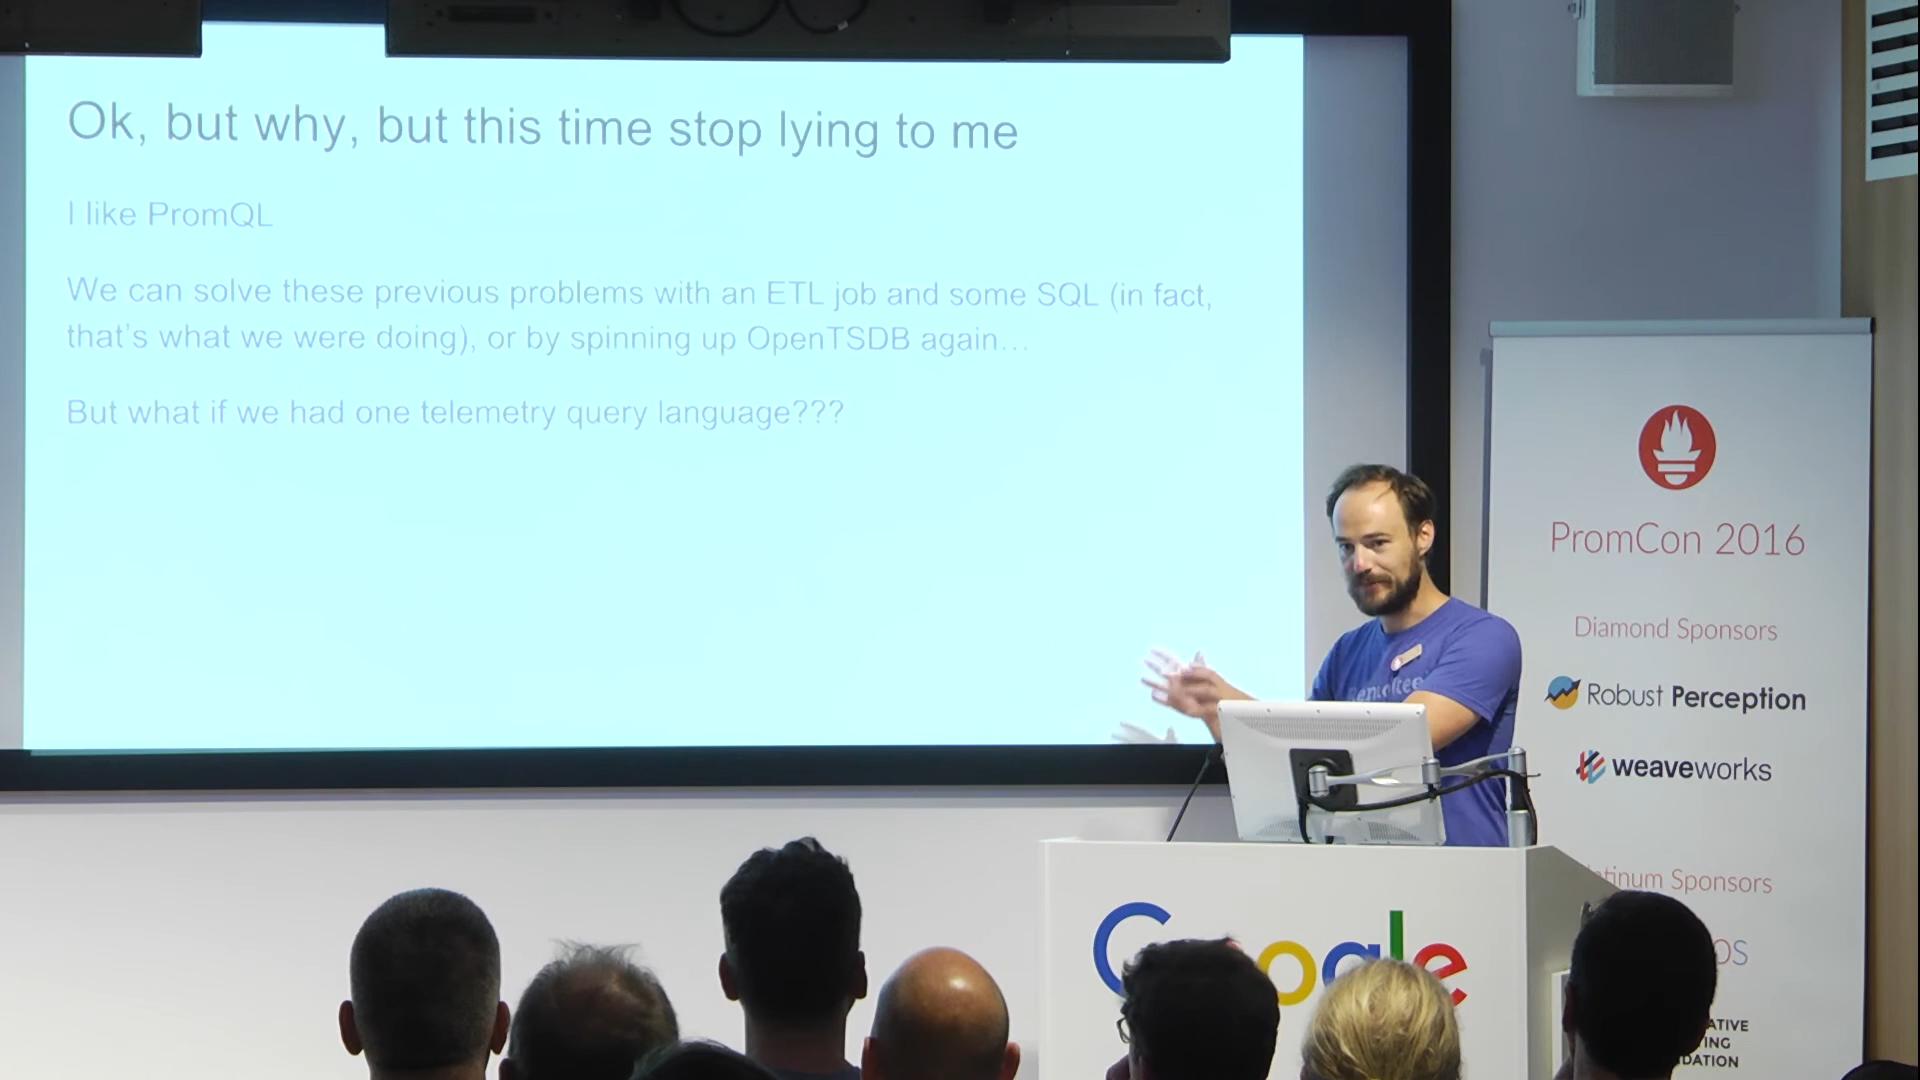 Ok, but why, but this time stop lying to me
I like PromQL
We can solve these previous problems with an ETL job and some SQL (in fact,
that's what we were doing), or by spinning up OpenTSDB again…
But what if we had one telemetry query language???
PromCon 2016
Diamond Sponsors
Robust Perception
weaveworks
Sponsors
Google